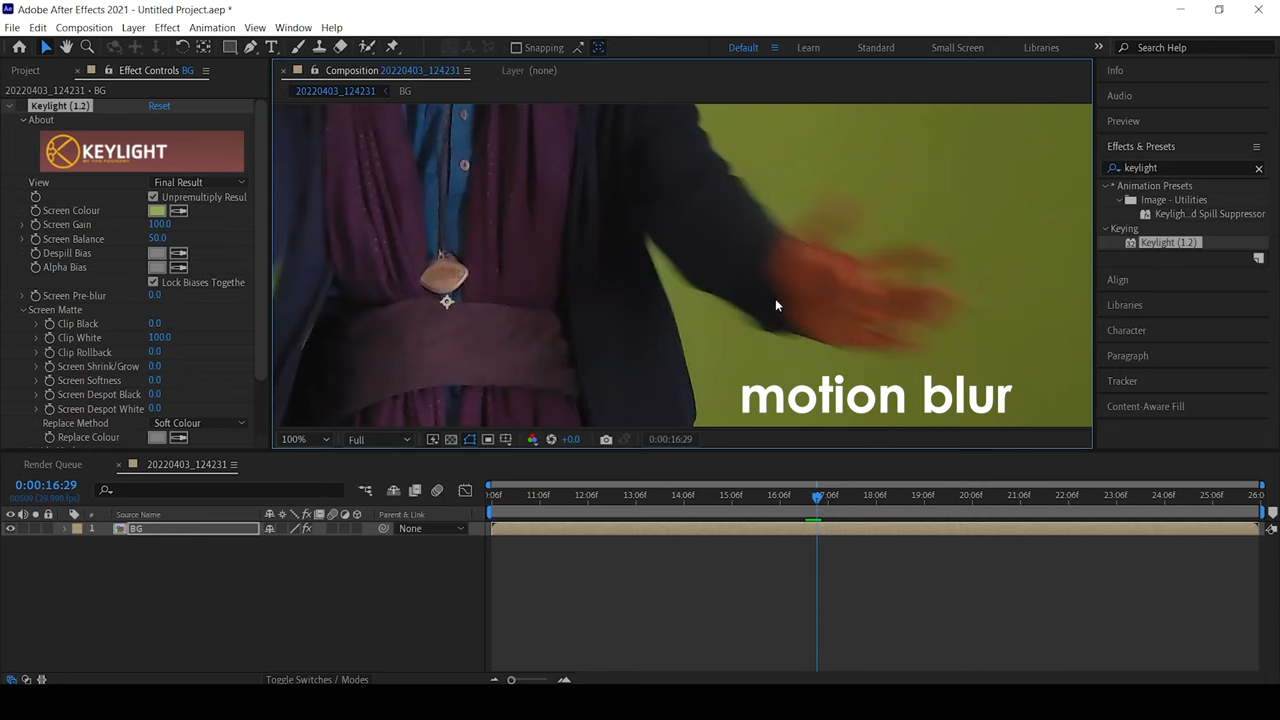 Adobe After Effects 2021 - Untitled Project.aep *
File Edit Composition Layer Effect Animation View Window Help
Snapping
Default Learn Standard Small Screen Libraries Search Help
Project
Effect Controls BG
Composition 20220403_124231
Layer (none)
20220403_124231 • BG
20220403_124231 BG
Keylight (1.2) Reset
About
KEYLIGHT
BY THE FOUNDRY
View Final Result
Unpremultiply Resul
Screen Colour
Screen Gain 100.0
Screen Balance 50.0
Despill Bias
Alpha Bias
Lock Biases Togethe
Screen Pre-blur 0.0
Screen Matte
Clip Black 0.0
Clip White 100.0
Clip Rollback 0.0
Screen Shrink/Grow 0.0
Screen Softness 0.0
Screen Despot Black 0.0
Screen Despot White 0.0
Replace Method Soft Colour
Replace Colour
motion blur
100% Full +0.0 0:00:16:29
Info
Audio
Preview
Effects & Presets
keylight
* Animation Presets
Image - Utilities
Keyligh...d Spill Suppressor
Keying
Keylight (1.2)
Align
Libraries
Character
Paragraph
Tracker
Content-Aware Fill
Render Queue
20220403_124231
0:00:16:29
00509 (29.998 fps)
11:06f 12:06f 13:06f 14:06f 15:06f 16:06f 17:06f 18:06f 19:06f 20:06f 21:06f 22:06f 23:06f 24:06f 25:06f
# Source Name Parent & Link
1 BG None
Toggle Switches / Modes